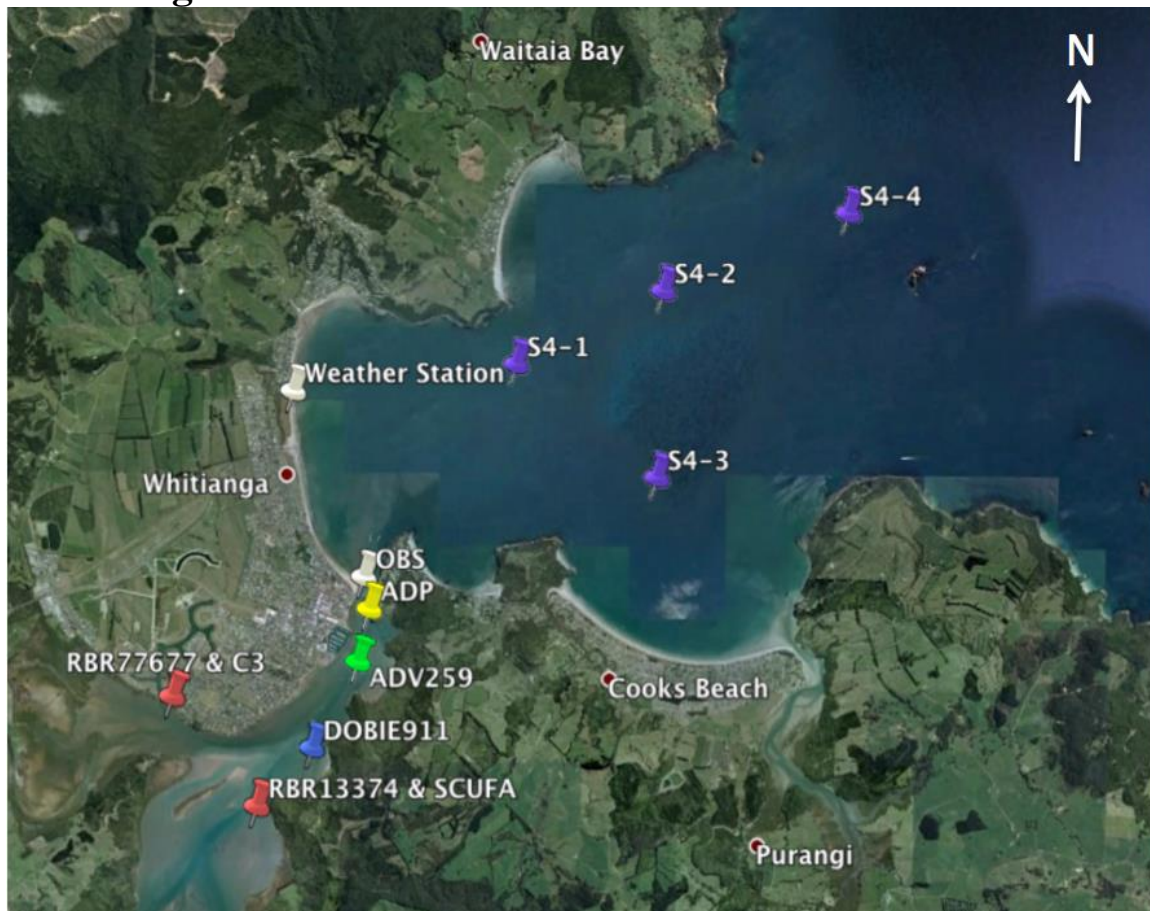 Waitaia Bay
N
S4-4
S4-2
S4-1
Weather Station
S4-3
Whitianga
OBS
ADP
RBR77677 & C3
ADV259
Cooks Beach
DOBIE911
RBR13374 & SCUFA
Purangi